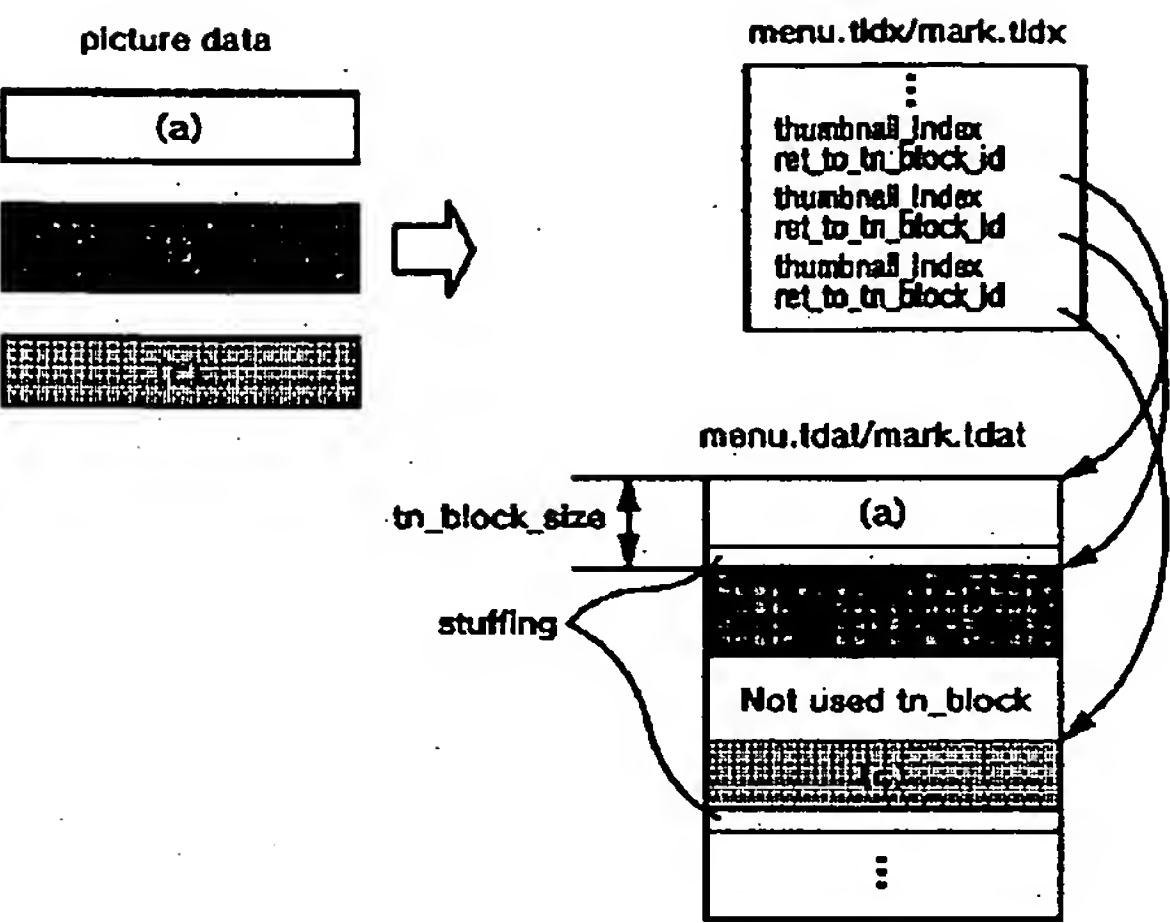 picture data
(a)
menu.tidx/mark.tidx
thumbnail_index
ref_to_tn_block_id
thumbnail_index
ref_to_tn_block_id
thumbnail_index
ref_to_tn_block_id
menu.tdat/mark.tdat
tn_block_size
(a)
stuffing
Not used tn_block